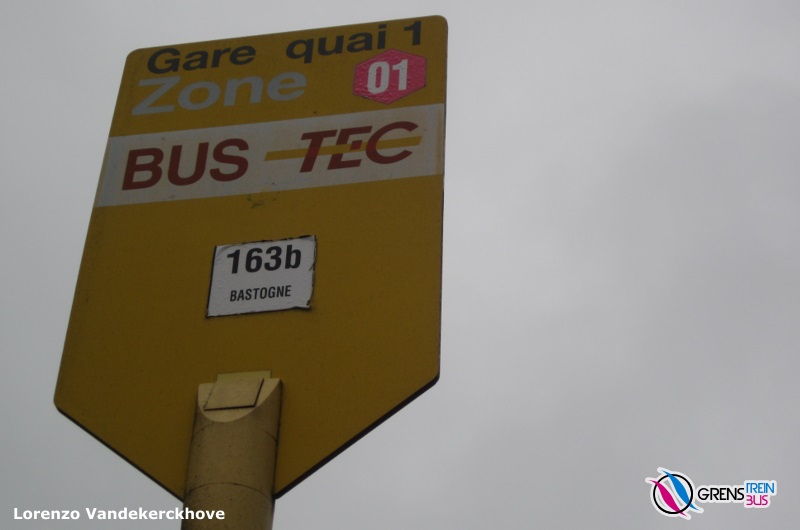 Gare quai 1
Zone 01
BUS TEC
163b
BASTOGNE
Lorenzo Vandekerckhove
GRENS TREIN BUS